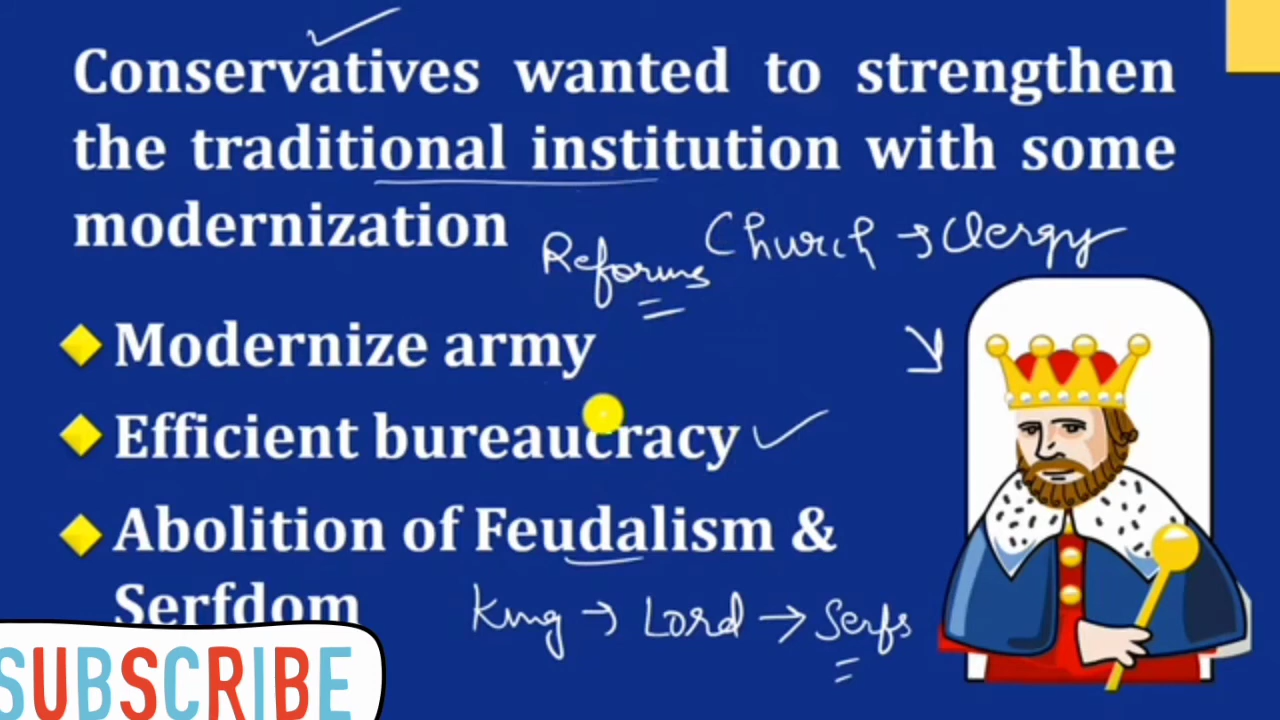 Conservatives wanted to strengthen
the traditional institution with some
modernization
Reforms Church → Clergy
Modernize army
Efficient bureaucracy
Abolition of Feudalism &
Serfdom
King → Lord → Serfs
SUBSCRIBE